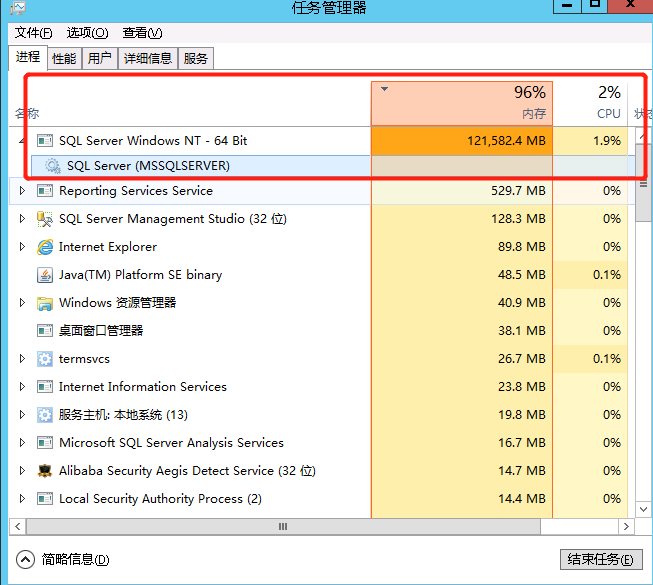 任务管理器
文件(F) 选项(O) 查看(V)
进程 性能 用户 详细信息 服务
96% 2%
名称 内存 CPU 状态
SQL Server Windows NT - 64 Bit 121,582.4 MB 1.9%
SQL Server (MSSQLSERVER)
Reporting Services Service 529.7 MB 0%
SQL Server Management Studio (32 位) 128.3 MB 0%
Internet Explorer 89.8 MB 0%
Java(TM) Platform SE binary 48.5 MB 0.1%
Windows 资源管理器 40.9 MB 0%
桌面窗口管理器 38.1 MB 0%
termsvcs 26.7 MB 0.1%
Internet Information Services 23.8 MB 0%
服务主机: 本地系统 (13) 19.8 MB 0%
Microsoft SQL Server Analysis Services 16.7 MB 0%
Alibaba Security Aegis Detect Service (32 位) 14.7 MB 0%
Local Security Authority Process (2) 14.4 MB 0%
简略信息(D) 结束任务(E)